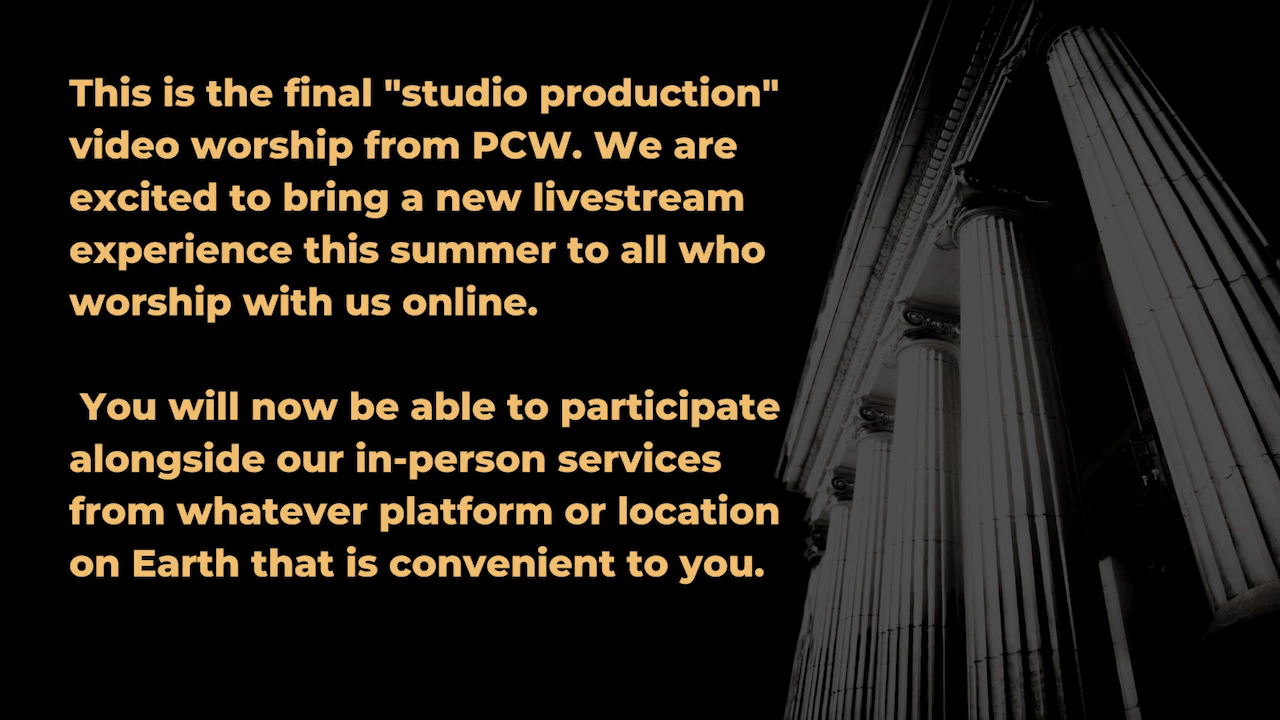 This is the final "studio production"
video worship from PCW. We are
excited to bring a new livestream
experience this summer to all who
worship with us online.
You will now be able to participate
alongside our in-person services
from whatever platform or location
on Earth that is convenient to you.